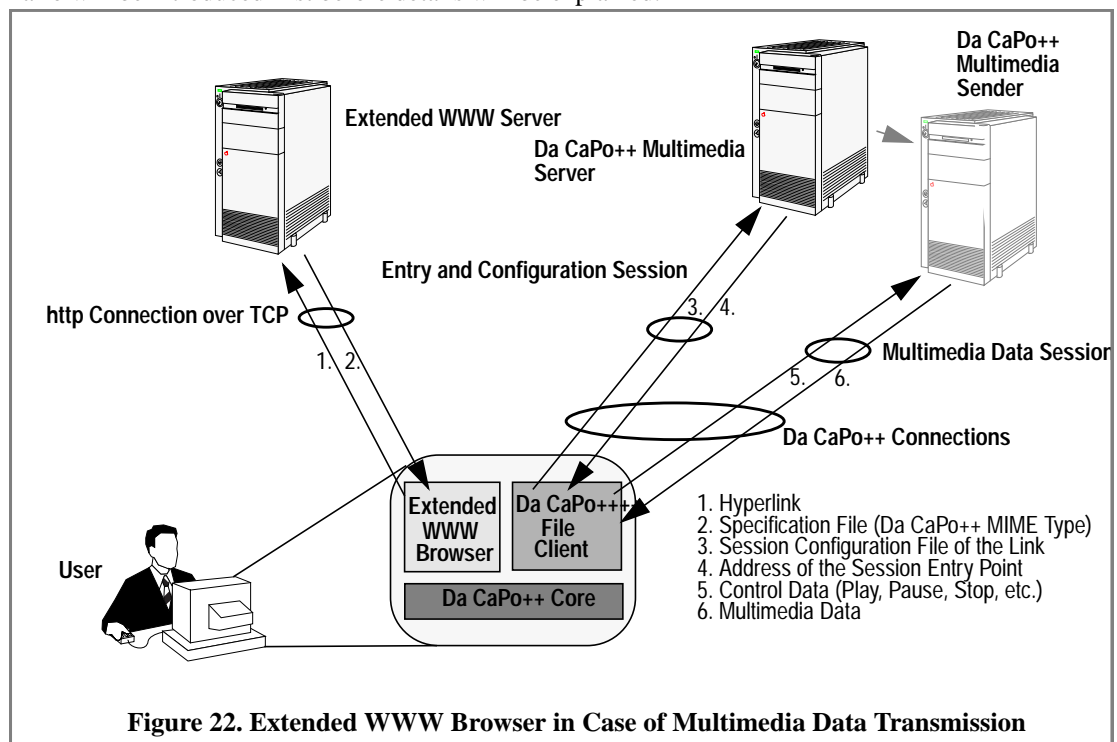 Da CaPo++
Multimedia
Sender
Extended WWW Server
Da CaPo++ Multimedia
Server
Entry and Configuration Session
http Connection over TCP
3.
4.
1.
2.
Multimedia Data Session
5.
6.
Da CaPo++ Connections
Extended
WWW
Browser
Da CaPo++++
File
Client
Da CaPo++ Core
User
1. Hyperlink
2. Specification File (Da CaPo++ MIME Type)
3. Session Configuration File of the Link
4. Address of the Session Entry Point
5. Control Data (Play, Pause, Stop, etc.)
6. Multimedia Data
Figure 22. Extended WWW Browser in Case of Multimedia Data Transmission